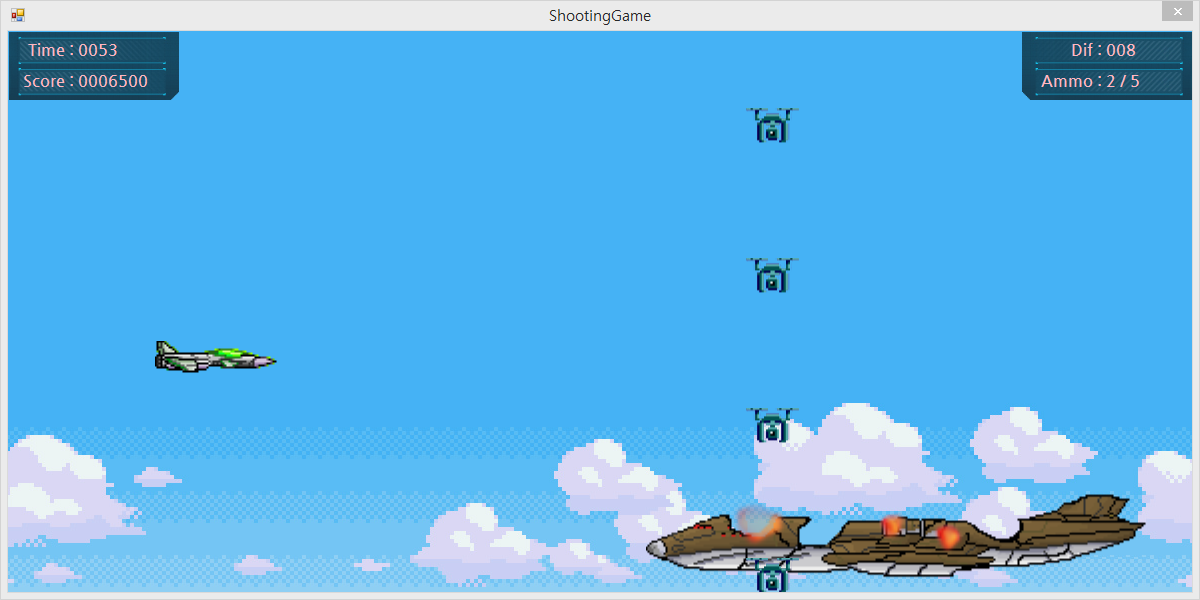 ShootingGame
Time : 0053
Score : 0006500
Dif : 008
Ammo : 2 / 5